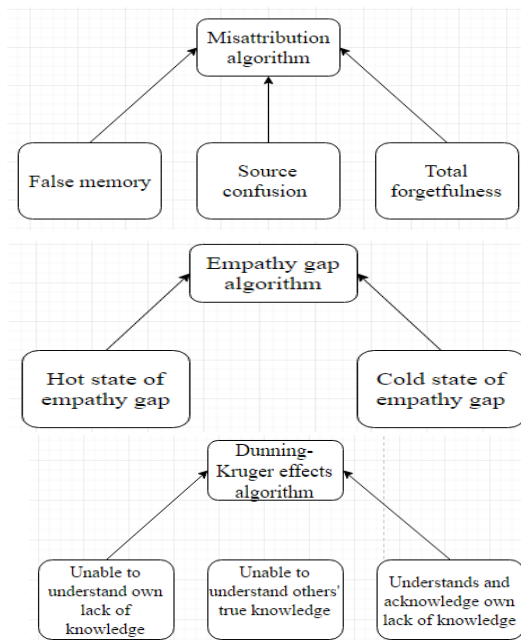 Misattribution
algorithm
False memory
Source
confusion
Total
forgetfulness
Empathy gap
algorithm
Hot state of
empathy gap
Cold state of
empathy gap
Dunning-
Kruger effects
algorithm
Unable to
understand own
lack of
knowledge
Unable to
understand others'
true knowledge
Understands and
acknowledge own
lack of knowledge